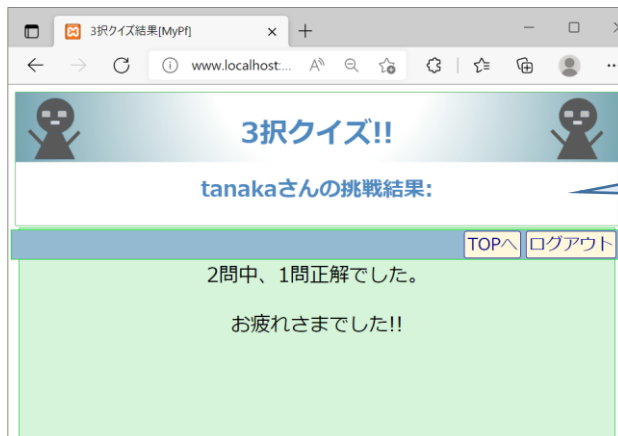 3択クイズ結果[MyPf]
www.localhost:...
3択クイズ!!
tanakaさんの挑戦結果:
TOPへ ログアウト
2問中、1問正解でした。
お疲れさまでした!!